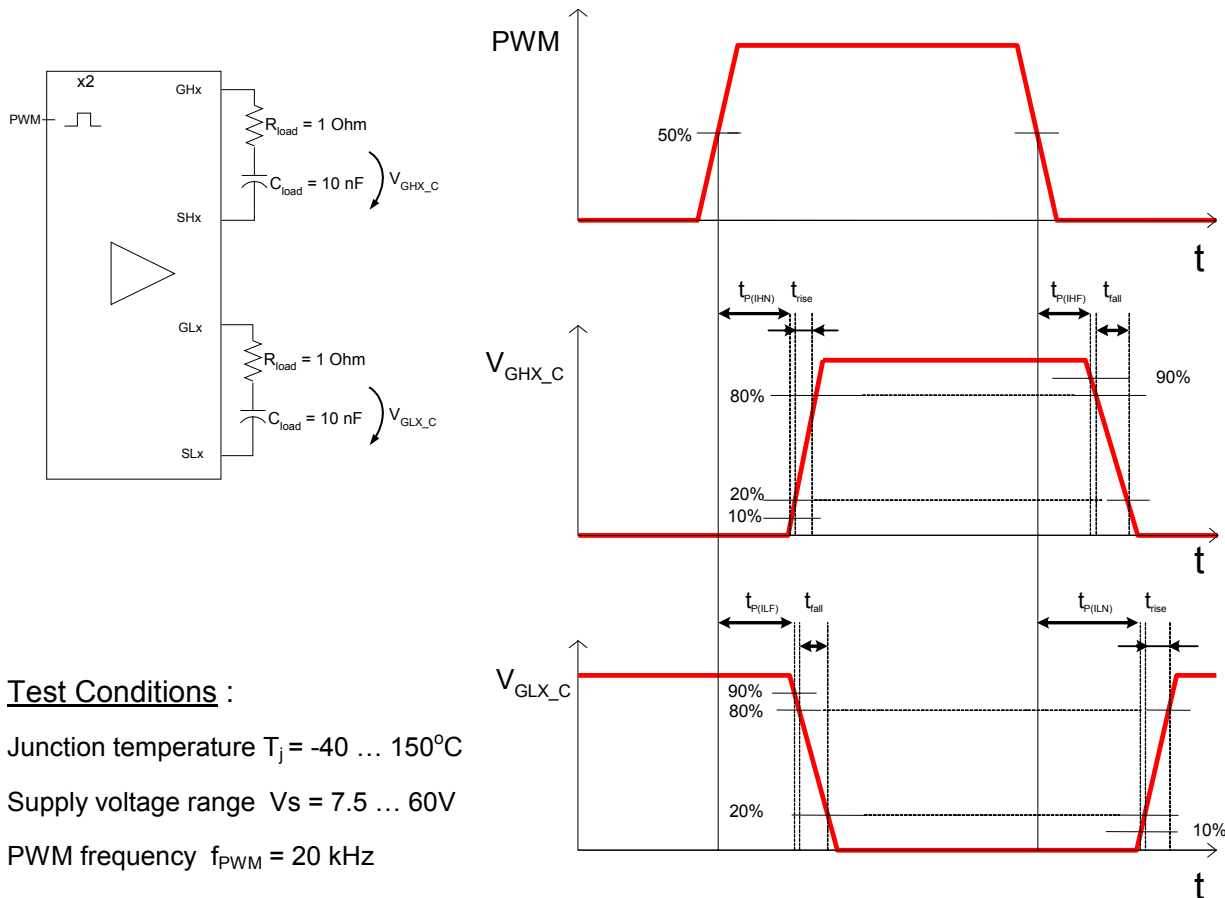 x2
PWM
GHx
R_load = 1 Ohm
C_load = 10 nF
V_GHX_C
SHx
GLx
R_load = 1 Ohm
C_load = 10 nF
V_GLX_C
SLx
Test Conditions :
Junction temperature T_j = -40 … 150°C
Supply voltage range Vs = 7.5 … 60V
PWM frequency f_PWM = 20 kHz
PWM
50%
t
t_P(IHN)
t_rise
t_P(IHF)
t_fall
V_GHX_C
90%
80%
20%
10%
t
t_P(ILF)
t_fall
t_P(ILN)
t_rise
V_GLX_C
90%
80%
20%
10%
t